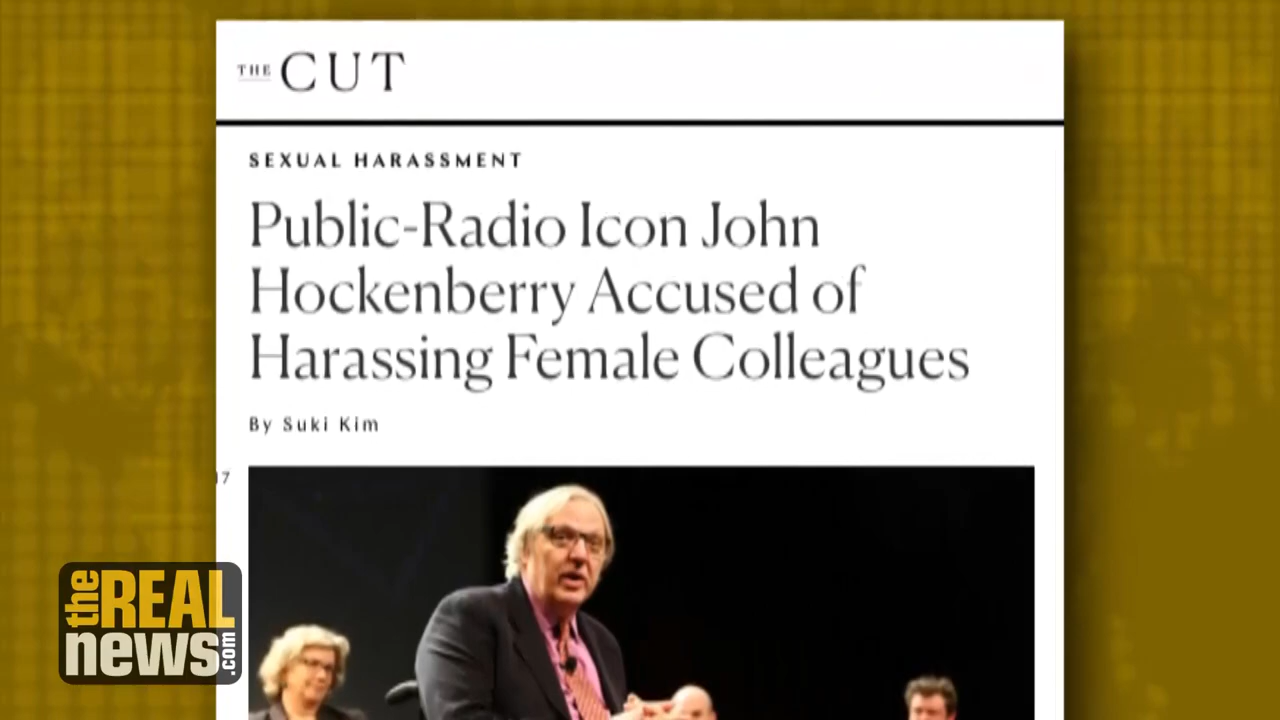 THE CUT
SEXUAL HARASSMENT
Public-Radio Icon John
Hockenberry Accused of
Harassing Female Colleagues
By Suki Kim
17
the REAL
news.com